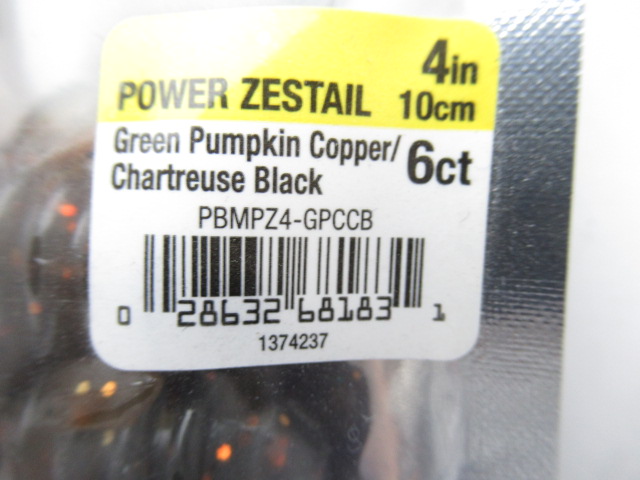 POWER ZESTAIL
4in
10cm
Green Pumpkin Copper/
Chartreuse Black
6ct
PBMPZ4-GPCCB
0 28632 68183 1
1374237